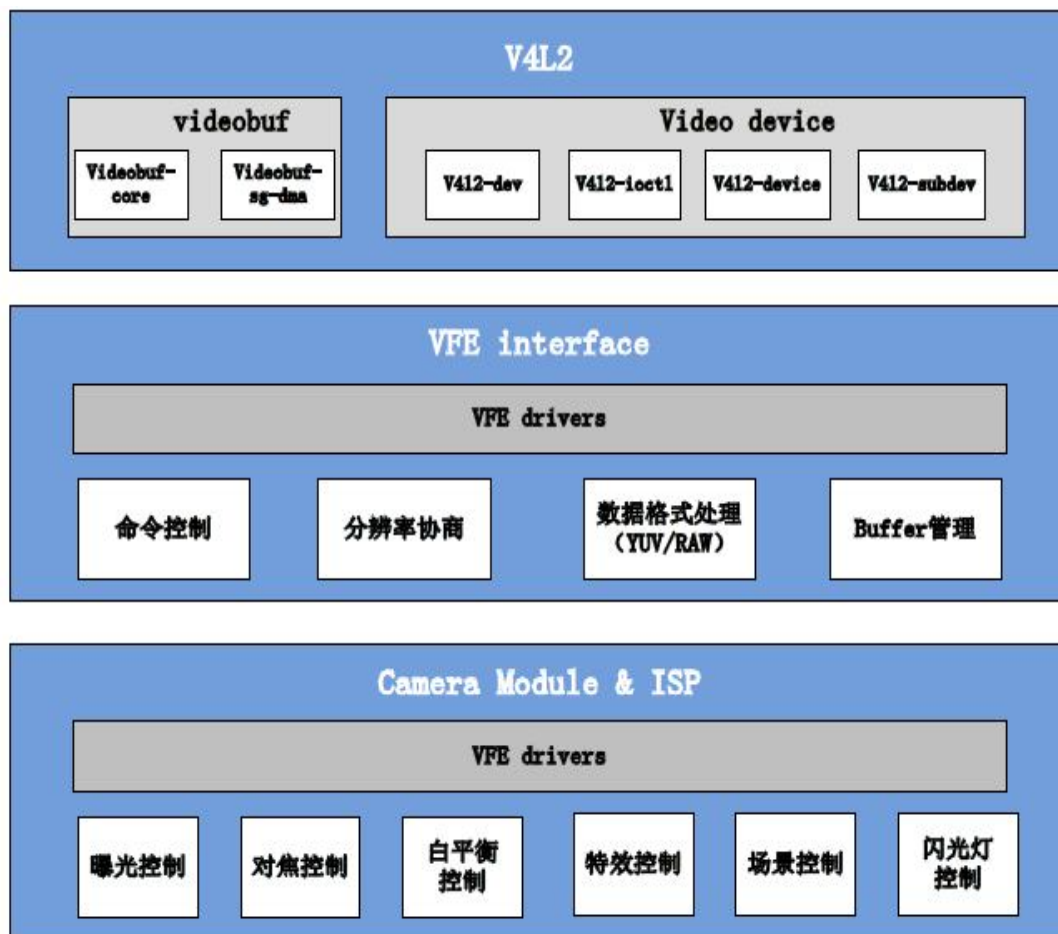 V4L2
videobuf
Video device
Videobuf-
core
Videobuf-
sg-dma
V4l2-dev
V4l2-ioctl
V4l2-device
V4l2-subdev
VFE interface
VFE drivers
命令控制
分辨率协商
数据格式处理
（YUV/RAW）
Buffer管理
Camera Module & ISP
VFE drivers
曝光控制
对焦控制
白平衡
控制
特效控制
场景控制
闪光灯
控制